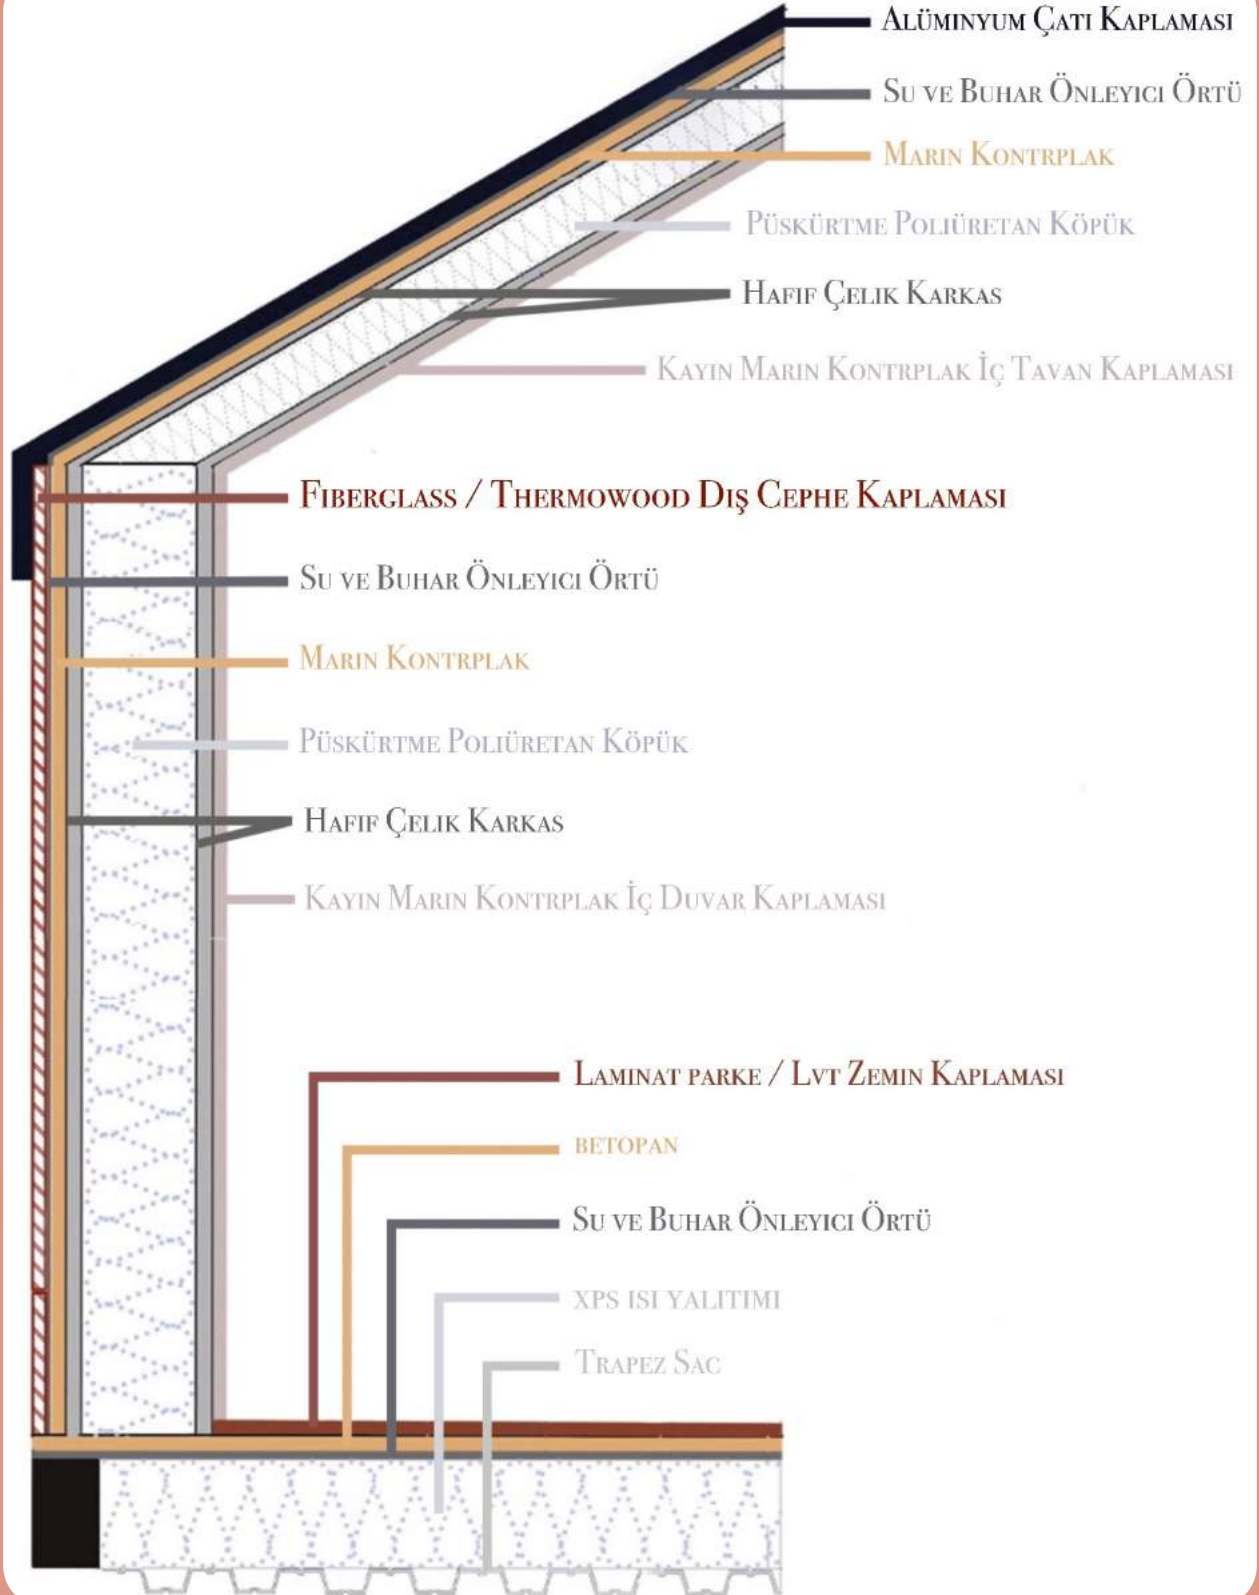 Alüminyum Çatı Kaplaması
Su ve Buhar Önleyici Örtü
Marin Kontrplak
Püskürtme Poliüretan Köpük
Hafif Çelik Karkas
Kayın Marin Kontrplak İç Tavan Kaplaması
Fiberglass / Thermowood Dış Cephe Kaplaması
Su ve Buhar Önleyici Örtü
Marin Kontrplak
Püskürtme Poliüretan Köpük
Hafif Çelik Karkas
Kayın Marin Kontrplak İç Duvar Kaplaması
Laminat parke / Lvt Zemin Kaplaması
betopan
Su ve Buhar Önleyici Örtü
xps ısı yalıtımı
Trapez Sac